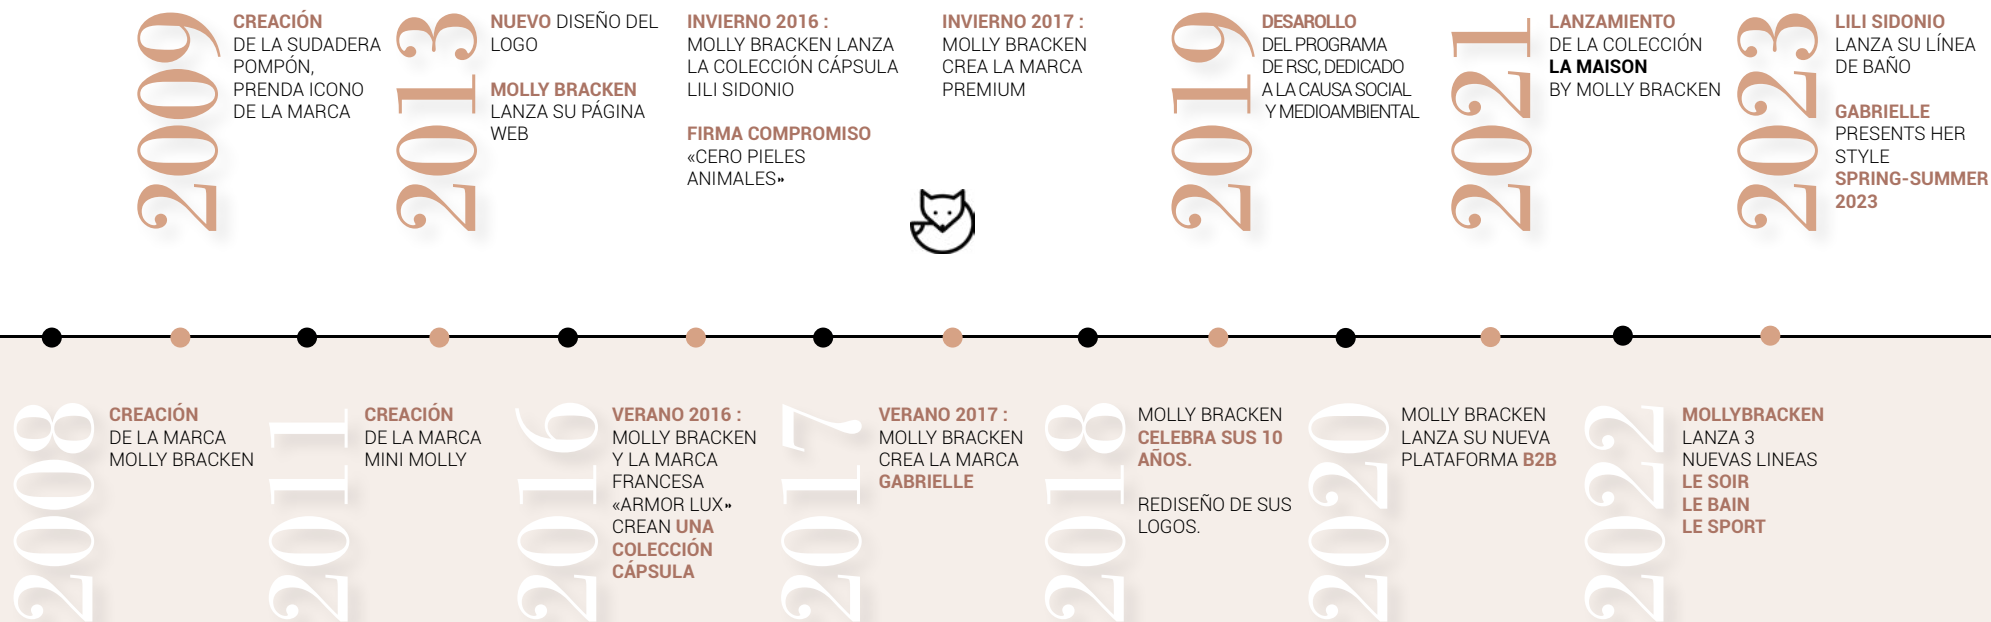 2009
CREACIÓN
DE LA SUDADERA
POMPÓN,
PRENDA ICONO
DE LA MARCA
2013
NUEVO DISEÑO DEL
LOGO
MOLLY BRACKEN
LANZA SU PÁGINA
WEB
INVIERNO 2016 :
MOLLY BRACKEN LANZA
LA COLECCIÓN CÁPSULA
LILI SIDONIO
FIRMA COMPROMISO
«CERO PIELES
ANIMALES»
INVIERNO 2017 :
MOLLY BRACKEN
CREA LA MARCA
PREMIUM
2019
DESAROLLO
DEL PROGRAMA
DE RSC, DEDICADO
A LA CAUSA SOCIAL
Y MEDIOAMBIENTAL
2021
LANZAMIENTO
DE LA COLECCIÓN
LA MAISON
BY MOLLY BRACKEN
2023
LILI SIDONIO
LANZA SU LÍNEA
DE BAÑO
GABRIELLE
PRESENTS HER
STYLE
SPRING-SUMMER
2023
2008
CREACIÓN
DE LA MARCA
MOLLY BRACKEN
2011
CREACIÓN
DE LA MARCA
MINI MOLLY
2016
VERANO 2016 :
MOLLY BRACKEN
Y LA MARCA
FRANCESA
«ARMOR LUX»
CREAN UNA
COLECCIÓN
CÁPSULA
2017
VERANO 2017 :
MOLLY BRACKEN
CREA LA MARCA
GABRIELLE
2018
MOLLY BRACKEN
CELEBRA SUS 10
AÑOS.
REDISEÑO DE SUS
LOGOS.
2020
MOLLY BRACKEN
LANZA SU NUEVA
PLATAFORMA B2B
2022
MOLLYBRACKEN
LANZA 3
NUEVAS LINEAS
LE SOIR
LE BAIN
LE SPORT